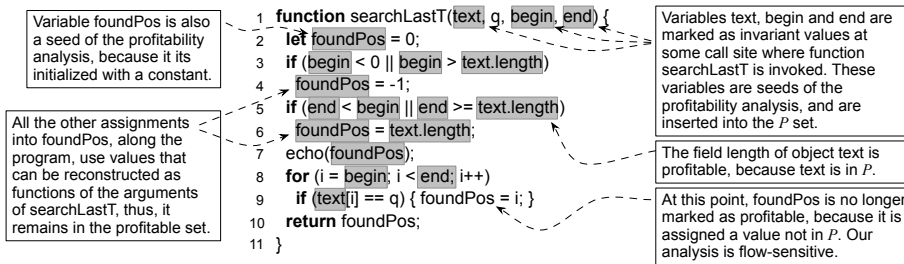 Variable foundPos is also
a seed of the profitability
analysis, because it its
initialized with a constant.
All the other assignments
into foundPos, along the
program, use values that
can be reconstructed as
functions of the arguments
of searchLastT, thus, it
remains in the profitable set.
1 function searchLastT(text, q, begin, end) {
2 let foundPos = 0;
3 if (begin < 0 || begin > text.length)
4 foundPos = -1;
5 if (end < begin || end >= text.length)
6 foundPos = text.length;
7 echo(foundPos);
8 for (i = begin; i < end; i++)
9 if (text[i] == q) { foundPos = i; }
10 return foundPos;
11 }
Variables text, begin and end are
marked as invariant values at
some call site where function
searchLastT is invoked. These
variables are seeds of the
profitability analysis, and are
inserted into the P set.
The field length of object text is
profitable, because text is in P.
At this point, foundPos is no longer
marked as profitable, because it is
assigned a value not in P. Our
analysis is flow-sensitive.